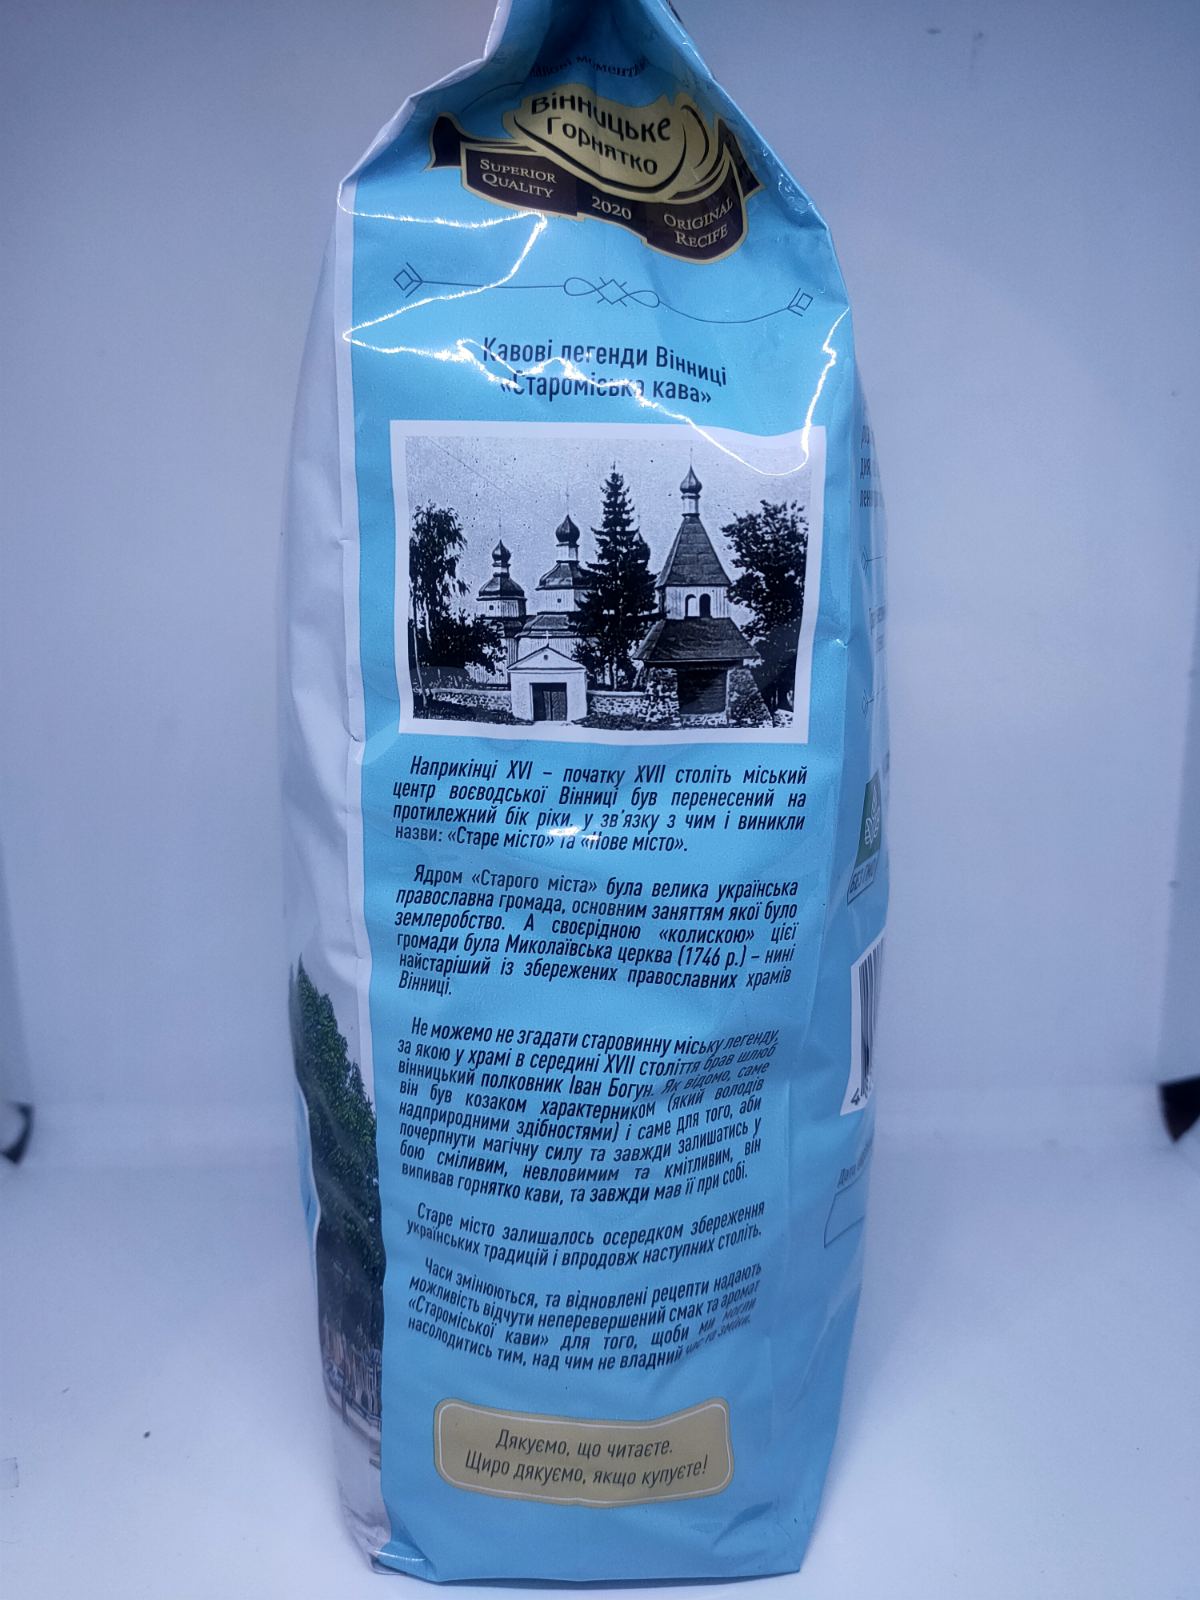 Вінницьке
Горнятко
SUPERIOR
QUALITY
2020
ORIGINAL
RECIPE
Кавові легенди Вінниці
«Староміська кава»
Наприкінці XVI – початку XVII століть міський
центр воєводської Вінниці був перенесений на
протилежний бік ріки, у зв'язку з чим і виникли
назви: «Старе місто» та «Нове місто».
Ядром «Старого міста» була велика українська
православна громада, основним заняттям якої було
землеробство. А своєрідною «колискою» цієї
громади була Миколаївська церква (1746 р.) – нині
найстаріший із збережених православних храмів
Вінниці.
Не можемо не згадати старовинну міську легенду,
за якою у храмі в середині XVII століття брав шлюб
вінницький полковник Іван Богун. Як відомо, саме
він був козаком характерником (який володів
надприродними здібностями) і саме для того, аби
почерпнути магічну силу та завжди залишатись у
бою сміливим, невловимим та кмітливим, він
випивав горнятко кави, та завжди мав її при собі.
Старе місто залишалось осередком збереження
українських традицій і впродовж наступних століть.
Часи змінюються, та відновлені рецепти надають
можливість відчути неперевершений смак та аромат
«Староміської кави» для того, щоби ми могли
насолодитись тим, над чим не владний час та зміни.
Дякуємо, що читаєте.
Щиро дякуємо, якщо купуєте!